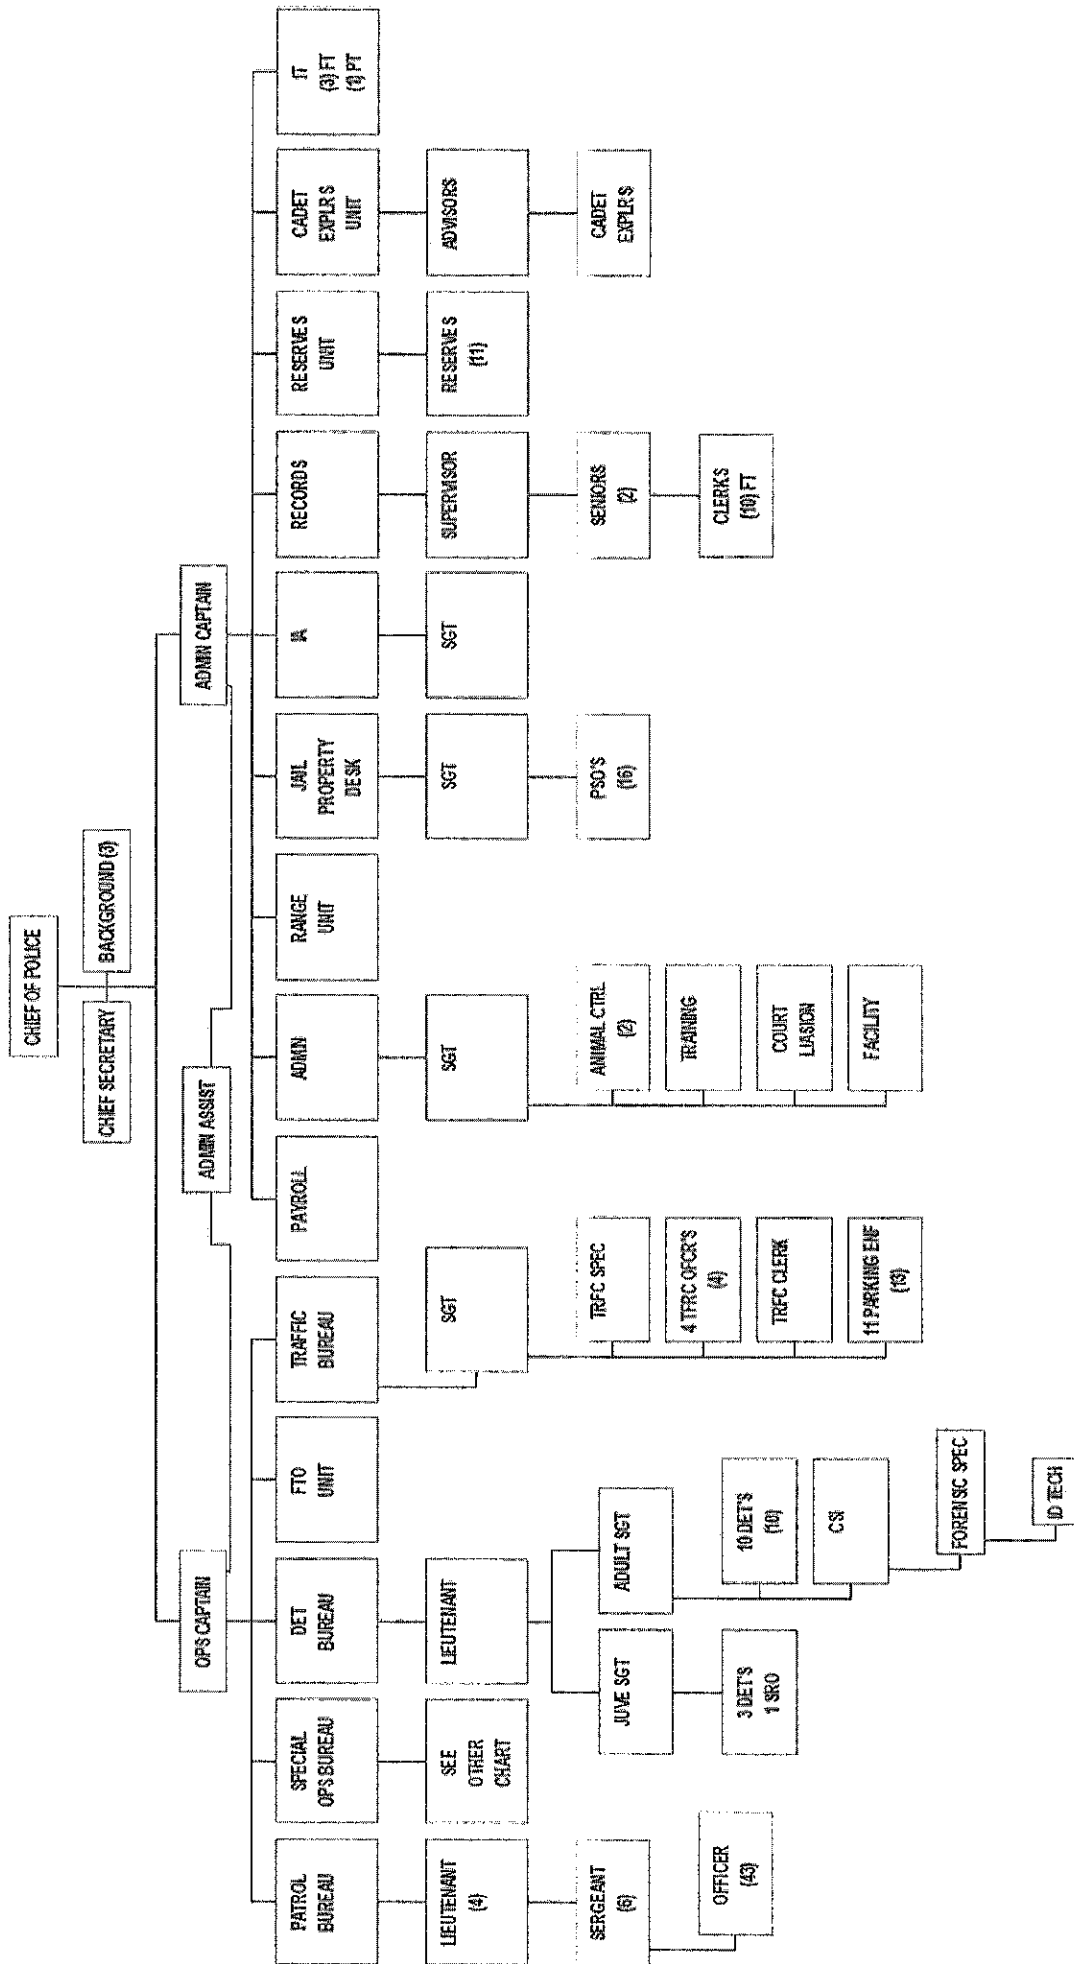 CHIEF OF POLICE
CHIEF SECRETARY
BACKGROUND (3)
ADMIN ASSIST
OPS CAPTAIN
ADMIN CAPTAIN
PATROL
BUREAU
SPECIAL
OPS BUREAU
DET
BUREAU
FTO
UNIT
TRAFFIC
BUREAU
PAYROLL
ADMIN
RANGE
UNIT
JAIL
PROPERTY
DESK
IA
RECORDS
RESERVES
UNIT
CADET
EXPLRS
UNIT
IT
(3) FT
(1) PT
LIEUTENANT
(4)
SEE
OTHER
CHART
LIEUTENANT
SGT
SGT
SGT
SGT
SUPERVISOR
RESERVES
(11)
ADVISORS
SERGEANT
(6)
JUVE SGT
ADULT SGT
TRFC SPEC
ANIMAL CTRL
(2)
PSO'S
(16)
SENIORS
(2)
CADET
EXPLRS
OFFICER
(43)
3 DET'S
1 SRO
10 DET'S
(10)
4 TFRC OFCR'S
(4)
TRAINING
CLERKS
(10) FT
CSI
TRFC CLERK
COURT
LIASION
11 PARKING ENF
(13)
FACILITY
FORENSIC SPEC
ID TECH